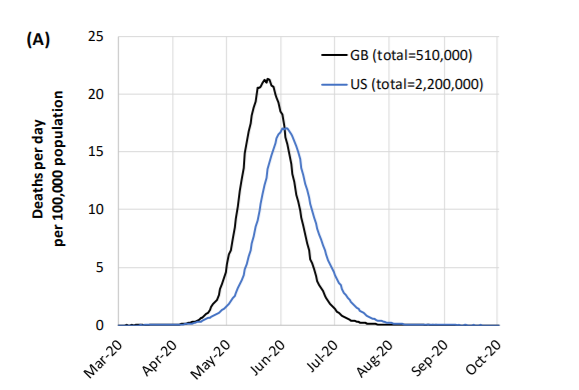 (A)
Deaths per day
per 100,000 population
25
20
15
10
5
0
GB (total=510,000)
US (total=2,200,000)
Mar-20
Apr-20
May-20
Jun-20
Jul-20
Aug-20
Sep-20
Oct-20